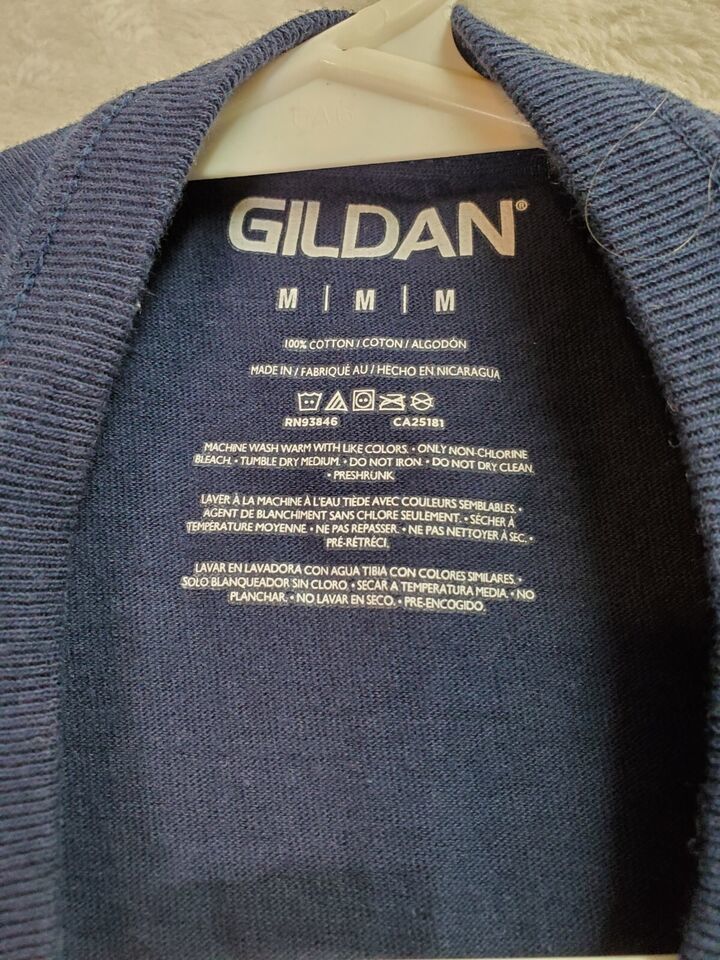 GILDAN®
M | M | M
100% COTTON / COTON / ALGODÓN
MADE IN / FABRIQUÉ AU / HECHO EN NICARAGUA
RN93846 CA25181
MACHINE WASH WARM WITH LIKE COLORS. • ONLY NON-CHLORINE
BLEACH. • TUMBLE DRY MEDIUM. • DO NOT IRON. • DO NOT DRY CLEAN.
• PRESHRUNK
LAVER À LA MACHINE À L'EAU TIÈDE AVEC COULEURS SEMBLABLES. •
AGENT DE BLANCHIMENT SANS CHLORE SEULEMENT. • SÉCHER À
TEMPÉRATURE MOYENNE • NE PAS REPASSER. • NE PAS NETTOYER À SEC. •
PRÉ-RÉTRÉCI.
LAVAR EN LAVADORA CON AGUA TIBIA CON COLORES SIMILARES. •
SOLO BLANQUEADOR SIN CLORO. • SECAR A TEMPERATURA MEDIA. • NO
PLANCHAR. • NO LAVAR EN SECO. • PRE-ENCOGIDO.